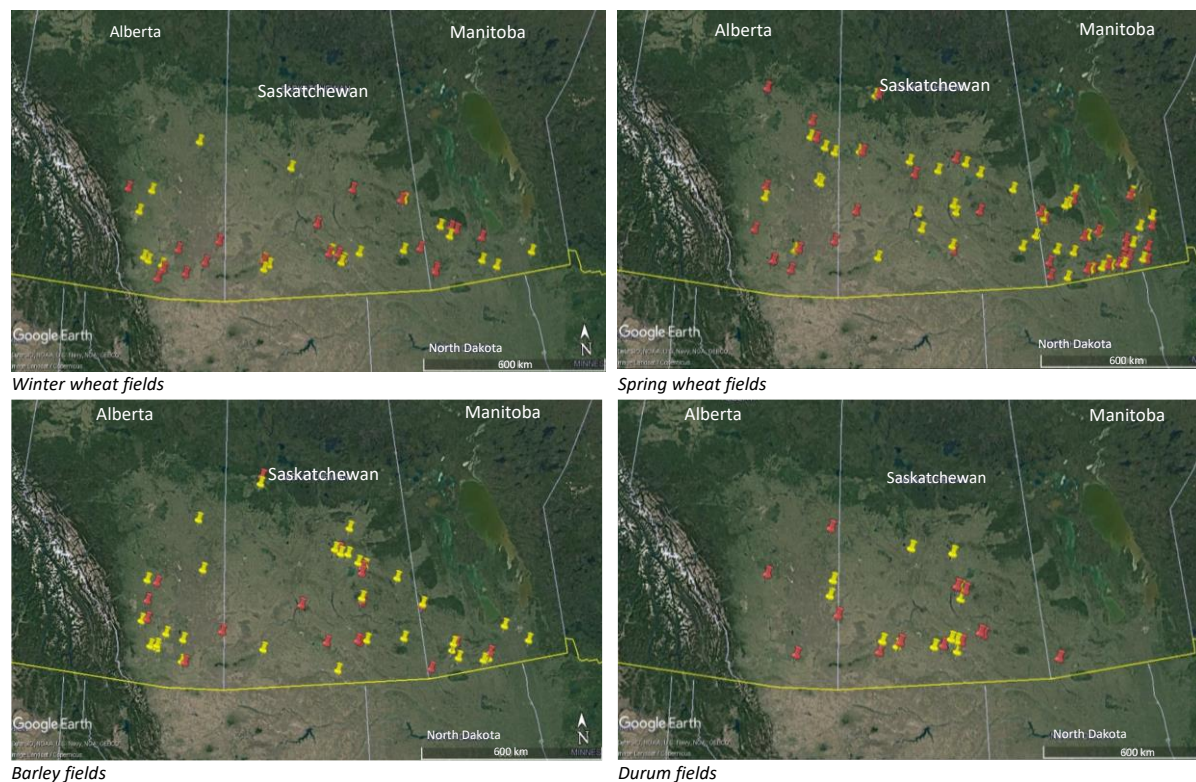 Alberta
Manitoba
Saskatchewan
Google Earth
North Dakota
600 km
N
Winter wheat fields
Alberta
Manitoba
Saskatchewan
Google Earth
North Dakota
600 km
Spring wheat fields
Alberta
Manitoba
Saskatchewan
Google Earth
North Dakota
600 km
N
Barley fields
Alberta
Manitoba
Saskatchewan
Google Earth
North Dakota
600 km
Durum fields